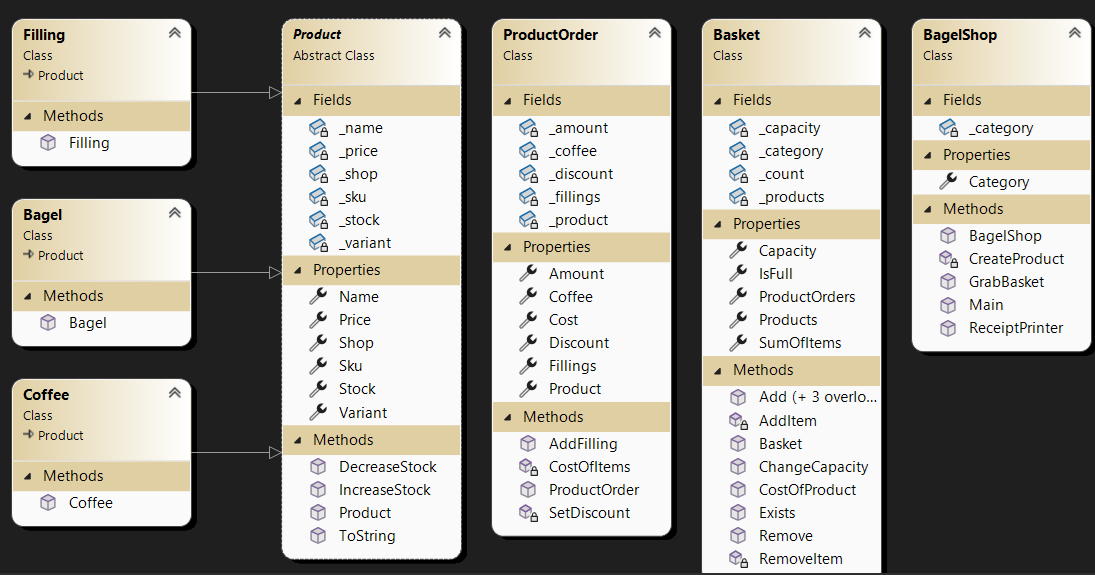 Filling
Class
Product
Methods
Filling
Bagel
Class
Product
Methods
Bagel
Coffee
Class
Product
Methods
Coffee
Product
Abstract Class
Fields
_name
_price
_shop
_sku
_stock
_variant
Properties
Name
Price
Shop
Sku
Stock
Variant
Methods
DecreaseStock
IncreaseStock
Product
ToString
ProductOrder
Class
Fields
_amount
_coffee
_discount
_fillings
_product
Properties
Amount
Coffee
Cost
Discount
Fillings
Product
Methods
AddFilling
CostOfItems
ProductOrder
SetDiscount
Basket
Class
Fields
_capacity
_category
_count
_products
Properties
Capacity
IsFull
ProductOrders
Products
SumOfItems
Methods
Add (+ 3 overlo...
AddItem
Basket
ChangeCapacity
CostOfProduct
Exists
Remove
RemoveItem
BagelShop
Class
Fields
_category
Properties
Category
Methods
BagelShop
CreateProduct
GrabBasket
Main
ReceiptPrinter